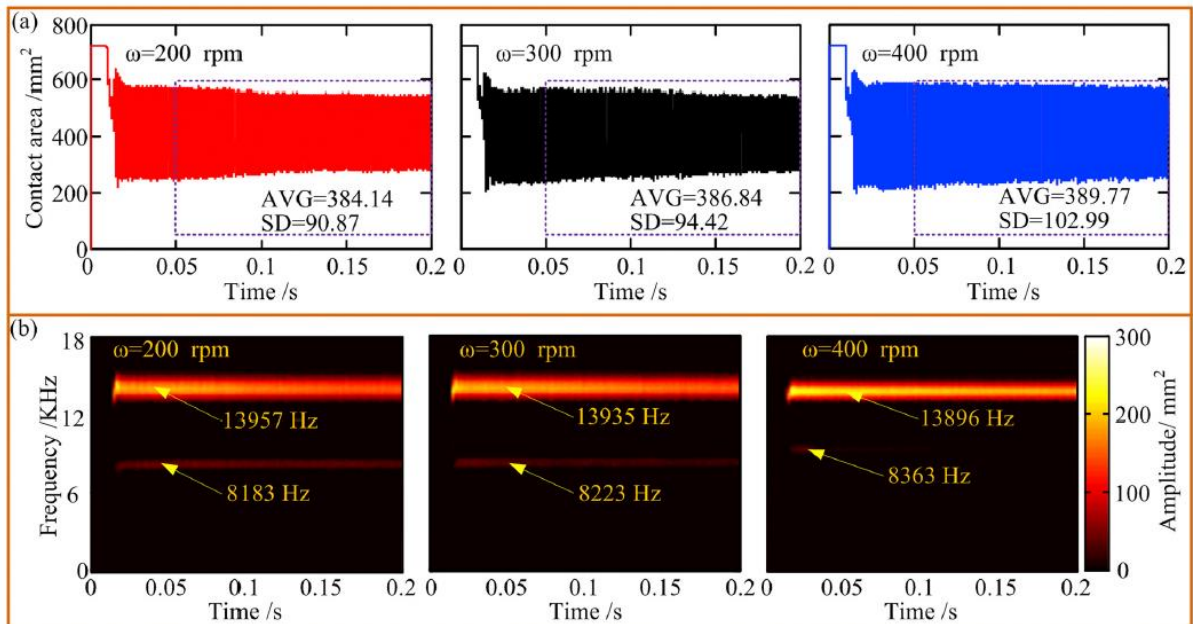 (a)
800
600
400
200
0
Contact area /mm²
ω=200 rpm
AVG=384.14
SD=90.87
0 0.05 0.1 0.15 0.2
Time /s
ω=300 rpm
AVG=386.84
SD=94.42
0 0.05 0.1 0.15 0.2
Time /s
ω=400 rpm
AVG=389.77
SD=102.99
0 0.05 0.1 0.15 0.2
Time /s
(b)
18
12
6
0
Frequency /KHz
ω=200 rpm
13957 Hz
8183 Hz
0 0.05 0.1 0.15 0.2
Time /s
ω=300 rpm
13935 Hz
8223 Hz
0 0.05 0.1 0.15 0.2
Time /s
ω=400 rpm
13896 Hz
8363 Hz
0 0.05 0.1 0.15 0.2
Time /s
300
200
100
0
Amplitude/ mm²